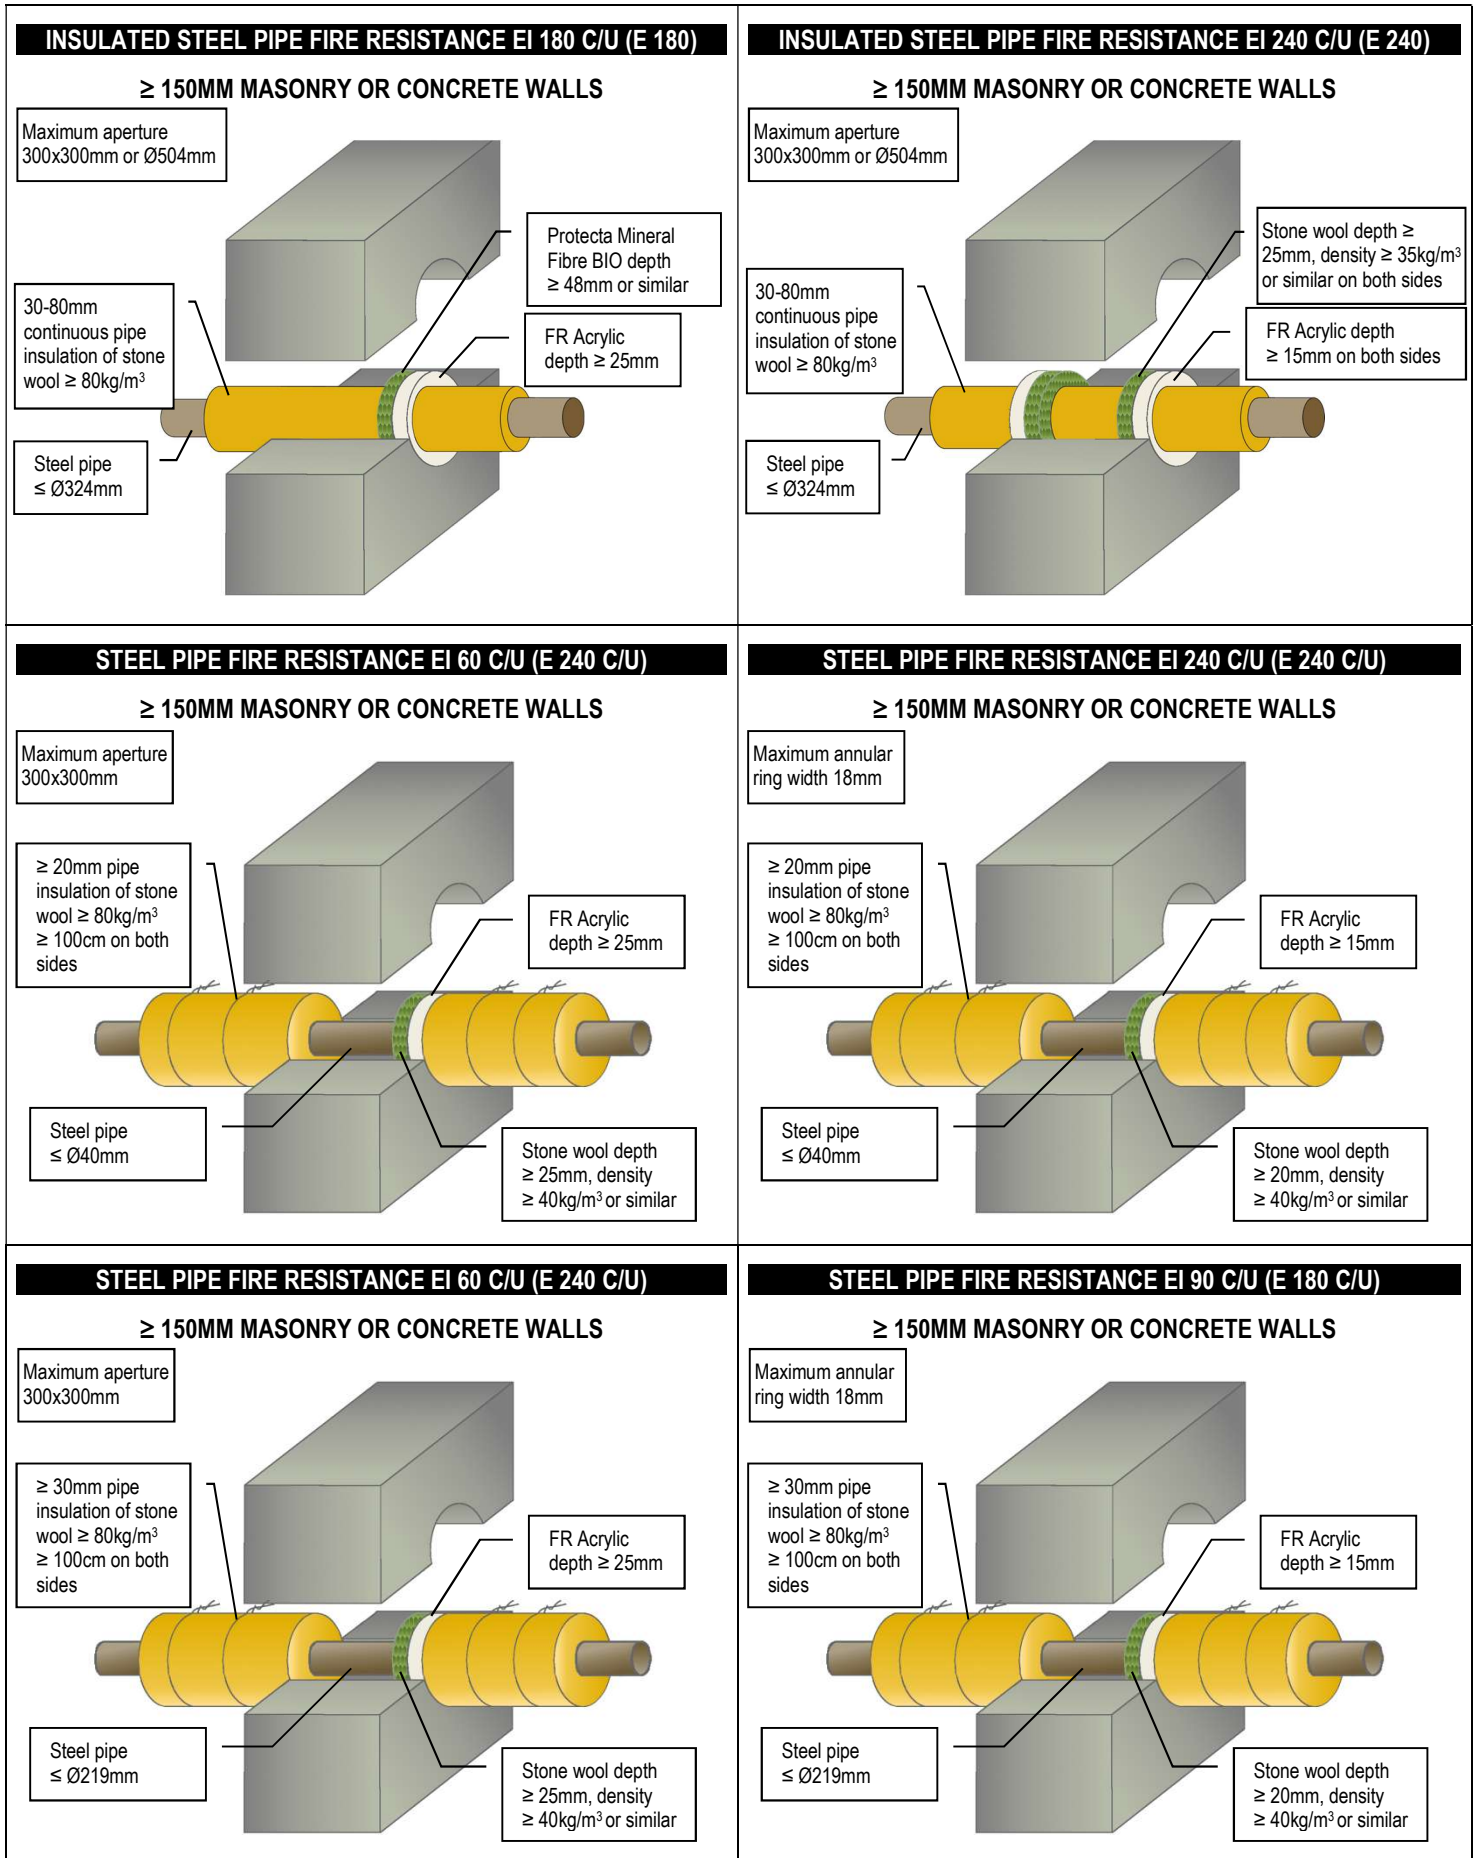 INSULATED STEEL PIPE FIRE RESISTANCE EI 180 C/U (E 180)
≥ 150MM MASONRY OR CONCRETE WALLS
Maximum aperture
300x300mm or Ø504mm
Protecta Mineral
Fibre BIO depth
≥ 48mm or similar
30-80mm
continuous pipe
insulation of stone
wool ≥ 80kg/m³
FR Acrylic
depth ≥ 25mm
Steel pipe
≤ Ø324mm
INSULATED STEEL PIPE FIRE RESISTANCE EI 240 C/U (E 240)
≥ 150MM MASONRY OR CONCRETE WALLS
Maximum aperture
300x300mm or Ø504mm
Stone wool depth ≥
25mm, density ≥ 35kg/m³
or similar on both sides
30-80mm
continuous pipe
insulation of stone
wool ≥ 80kg/m³
FR Acrylic depth
≥ 15mm on both sides
Steel pipe
≤ Ø324mm
STEEL PIPE FIRE RESISTANCE EI 60 C/U (E 240 C/U)
≥ 150MM MASONRY OR CONCRETE WALLS
Maximum aperture
300x300mm
≥ 20mm pipe
insulation of stone
wool ≥ 80kg/m³
≥ 100cm on both
sides
FR Acrylic
depth ≥ 25mm
Steel pipe
≤ Ø40mm
Stone wool depth
≥ 25mm, density
≥ 40kg/m³ or similar
STEEL PIPE FIRE RESISTANCE EI 240 C/U (E 240 C/U)
≥ 150MM MASONRY OR CONCRETE WALLS
Maximum annular
ring width 18mm
≥ 20mm pipe
insulation of stone
wool ≥ 80kg/m³
≥ 100cm on both
sides
FR Acrylic
depth ≥ 15mm
Steel pipe
≤ Ø40mm
Stone wool depth
≥ 20mm, density
≥ 40kg/m³ or similar
STEEL PIPE FIRE RESISTANCE EI 60 C/U (E 240 C/U)
≥ 150MM MASONRY OR CONCRETE WALLS
Maximum aperture
300x300mm
≥ 30mm pipe
insulation of stone
wool ≥ 80kg/m³
≥ 100cm on both
sides
FR Acrylic
depth ≥ 25mm
Steel pipe
≤ Ø219mm
Stone wool depth
≥ 25mm, density
≥ 40kg/m³ or similar
STEEL PIPE FIRE RESISTANCE EI 90 C/U (E 180 C/U)
≥ 150MM MASONRY OR CONCRETE WALLS
Maximum annular
ring width 18mm
≥ 30mm pipe
insulation of stone
wool ≥ 80kg/m³
≥ 100cm on both
sides
FR Acrylic
depth ≥ 15mm
Steel pipe
≤ Ø219mm
Stone wool depth
≥ 20mm, density
≥ 40kg/m³ or similar